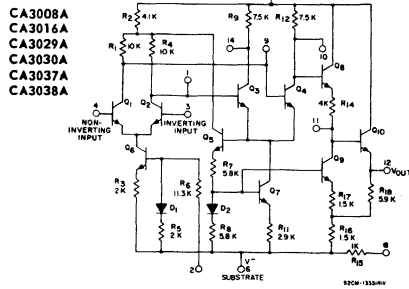 CA3008A
CA3016A
CA3029A
CA3030A
CA3037A
CA3038A
R2 4.1K
R9 7.5K
R12 7.5K
R1 10K
R4 10K
14
9
10
1
Q8
Q1
Q2
Q3
Q4
R14
4K
4
3
NON-INVERTING INPUT
INVERTING INPUT
11
Q10
Q5
Q6
R7 5.8K
Q9
12
VOUT
R3 2K
R6 11.3K
Q7
R17 1.5K
R18 5.9K
D1
D2
R5 2K
R8 5.8K
R11 2.9K
R16 1.5K
1K
R15
8
2
V-
6
SUBSTRATE